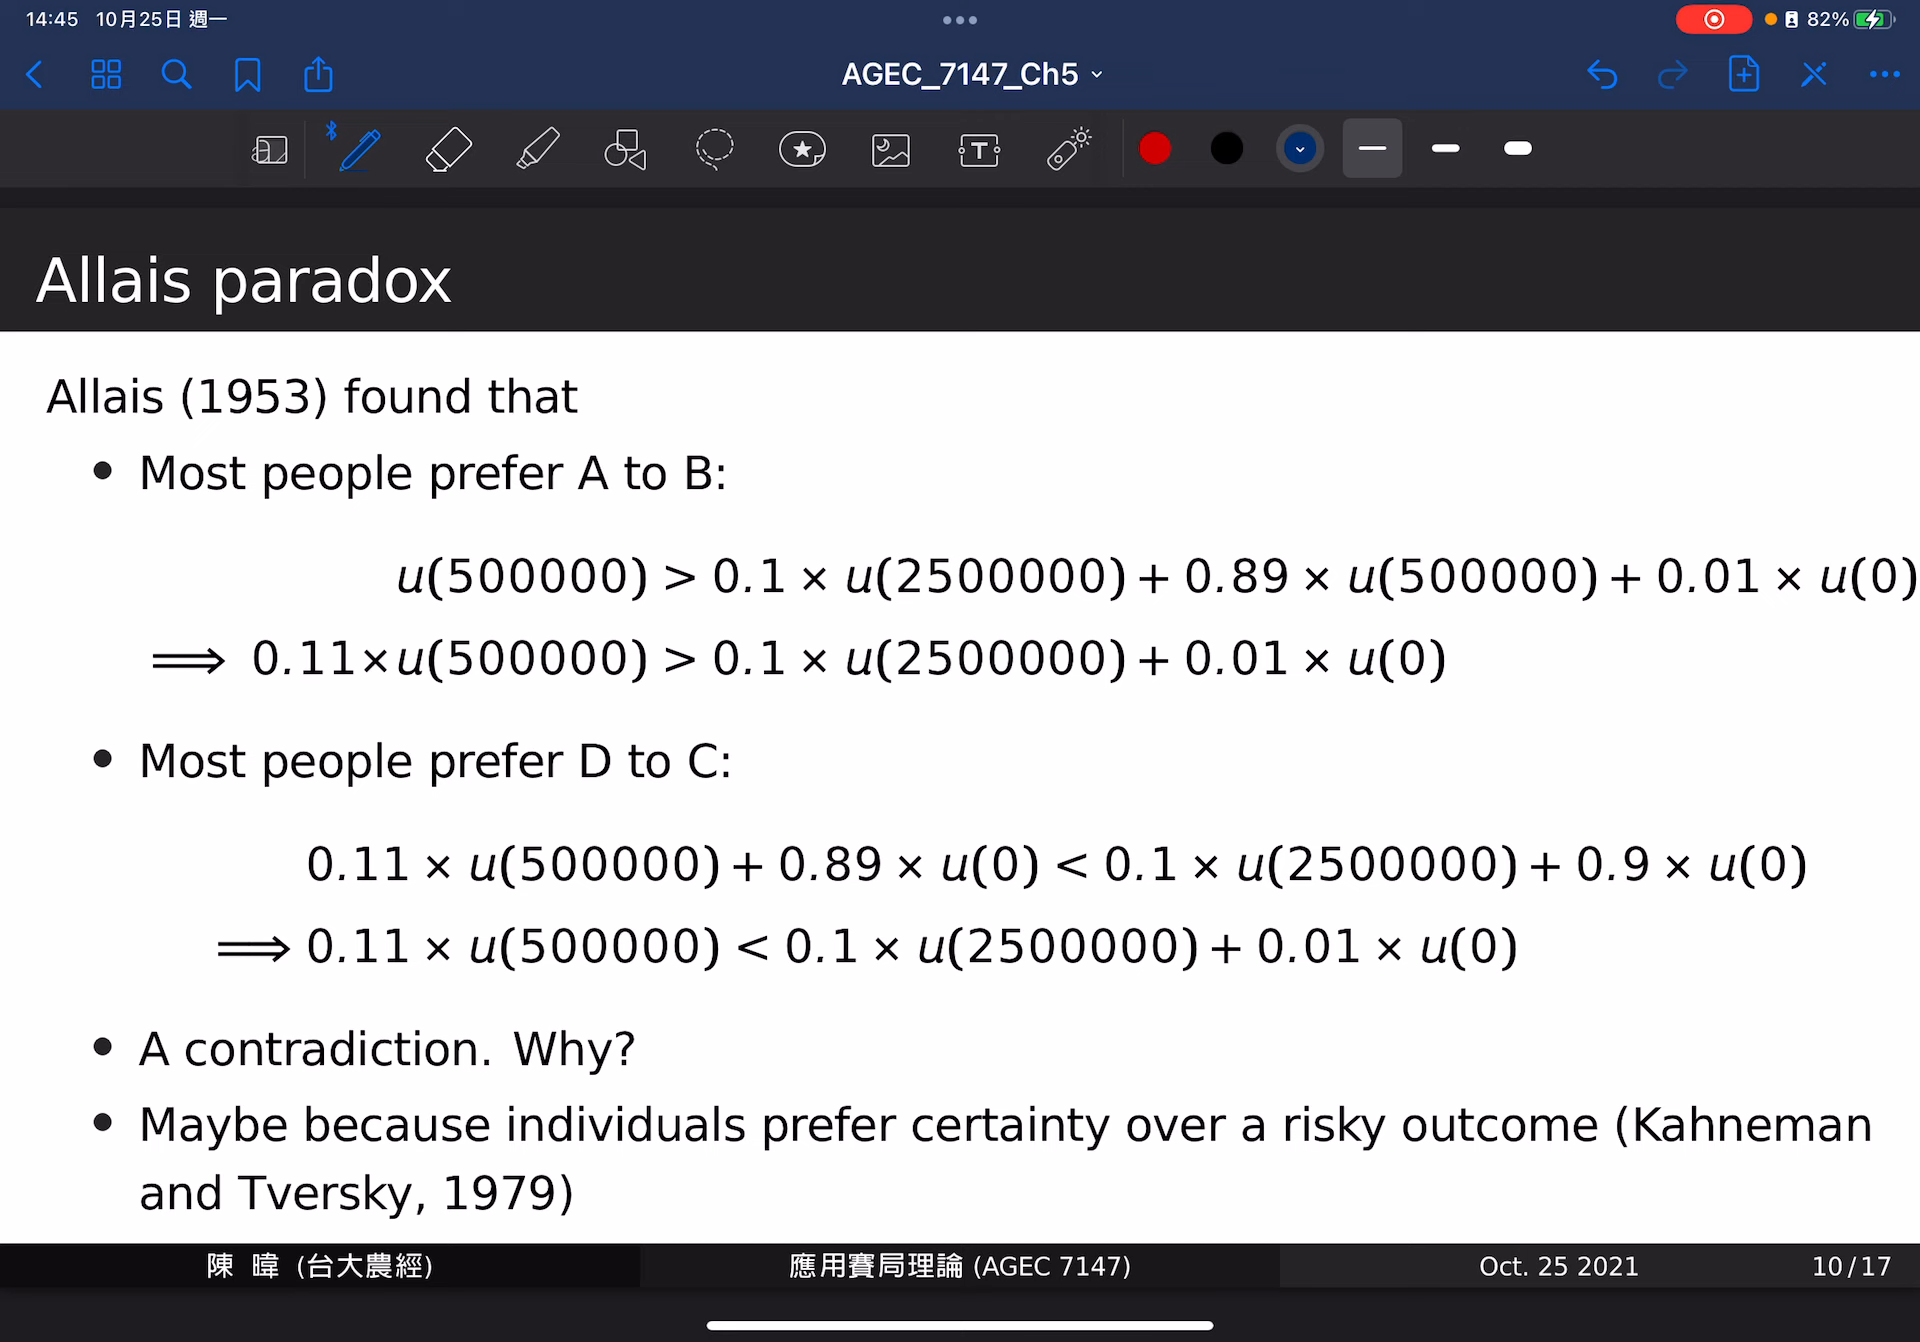 14:45 10月25日 週一
82%
AGEC_7147_Ch5
T
Allais paradox
Allais (1953) found that
• Most people prefer A to B:
u(500000) > 0.1 × u(2500000) + 0.89 × u(500000) + 0.01 × u(0)
⟹ 0.11×u(500000) > 0.1 × u(2500000) + 0.01 × u(0)
• Most people prefer D to C:
0.11 × u(500000) + 0.89 × u(0) < 0.1 × u(2500000) + 0.9 × u(0)
⟹ 0.11 × u(500000) < 0.1 × u(2500000) + 0.01 × u(0)
• A contradiction. Why?
• Maybe because individuals prefer certainty over a risky outcome (Kahneman
and Tversky, 1979)
陳 暐 (台大農經) 應用賽局理論 (AGEC 7147) Oct. 25 2021 10/17